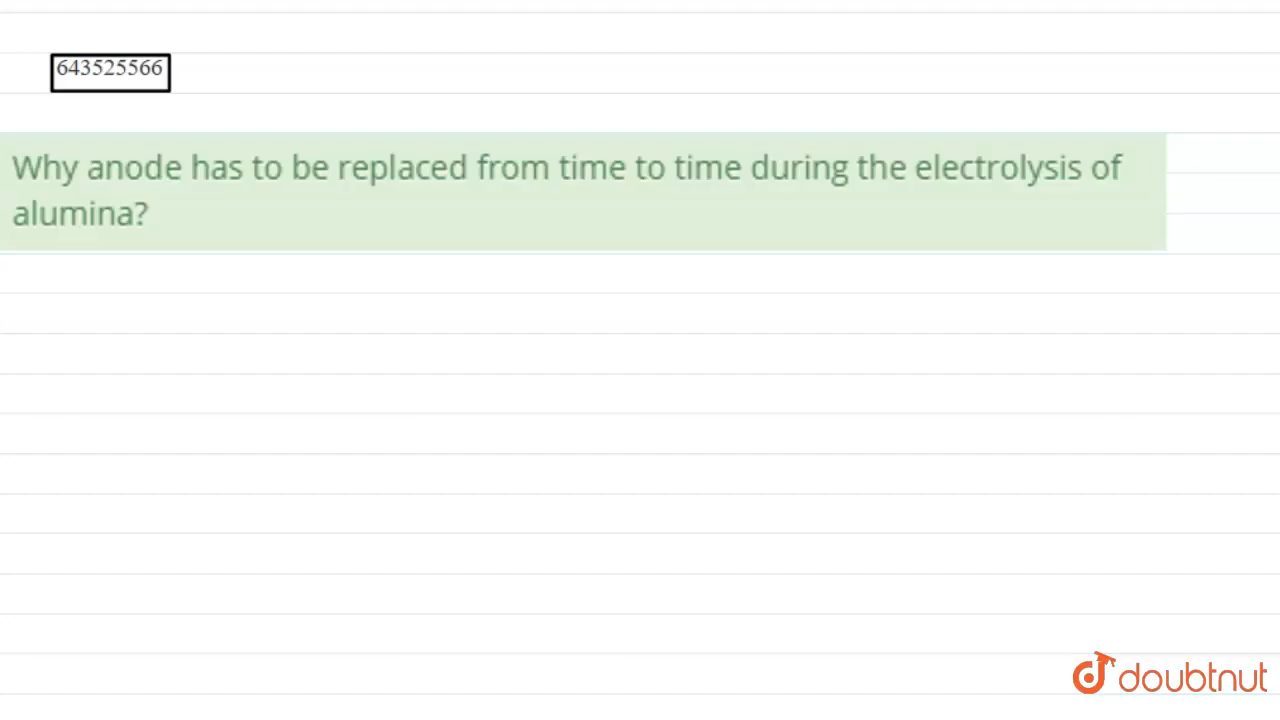 643525566
Why anode has to be replaced from time to time during the electrolysis of
alumina?
doubtnut